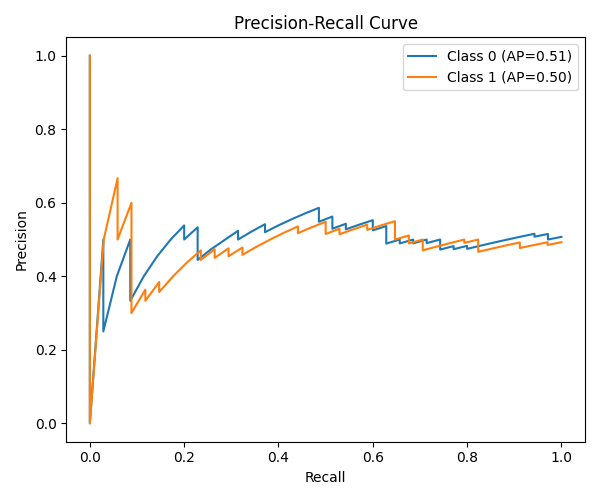 Precision-Recall Curve
Class 0 (AP=0.51)
Class 1 (AP=0.50)
Precision
1.0
0.8
0.6
0.4
0.2
0.0
0.0 0.2 0.4 0.6 0.8 1.0
Recall